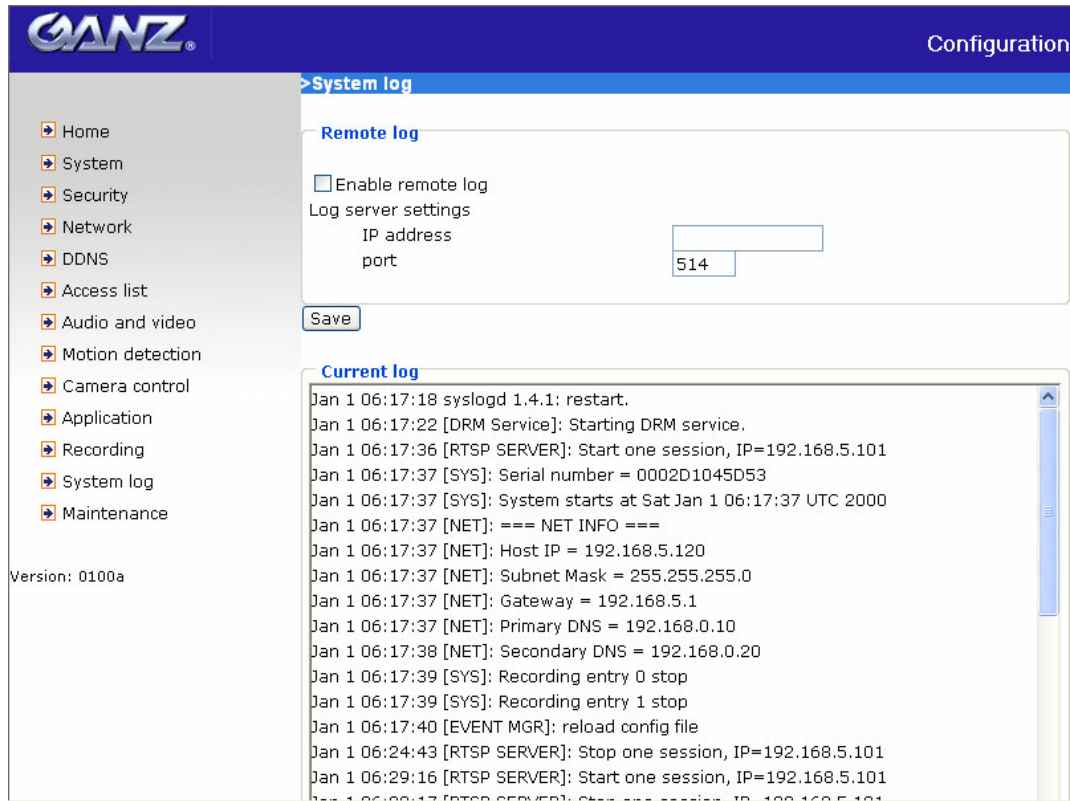 GANZ®
Configuration
>System log
Home
System
Security
Network
DDNS
Access list
Audio and video
Motion detection
Camera control
Application
Recording
System log
Maintenance
Version: 0100a
Remote log
Enable remote log
Log server settings
IP address
port 514
Save
Current log
Jan 1 06:17:18 syslogd 1.4.1: restart.
Jan 1 06:17:22 [DRM Service]: Starting DRM service.
Jan 1 06:17:36 [RTSP SERVER]: Start one session, IP=192.168.5.101
Jan 1 06:17:37 [SYS]: Serial number = 0002D1045D53
Jan 1 06:17:37 [SYS]: System starts at Sat Jan 1 06:17:37 UTC 2000
Jan 1 06:17:37 [NET]: === NET INFO ===
Jan 1 06:17:37 [NET]: Host IP = 192.168.5.120
Jan 1 06:17:37 [NET]: Subnet Mask = 255.255.255.0
Jan 1 06:17:37 [NET]: Gateway = 192.168.5.1
Jan 1 06:17:37 [NET]: Primary DNS = 192.168.0.10
Jan 1 06:17:38 [NET]: Secondary DNS = 192.168.0.20
Jan 1 06:17:39 [SYS]: Recording entry 0 stop
Jan 1 06:17:39 [SYS]: Recording entry 1 stop
Jan 1 06:17:40 [EVENT MGR]: reload config file
Jan 1 06:24:43 [RTSP SERVER]: Stop one session, IP=192.168.5.101
Jan 1 06:29:16 [RTSP SERVER]: Start one session, IP=192.168.5.101